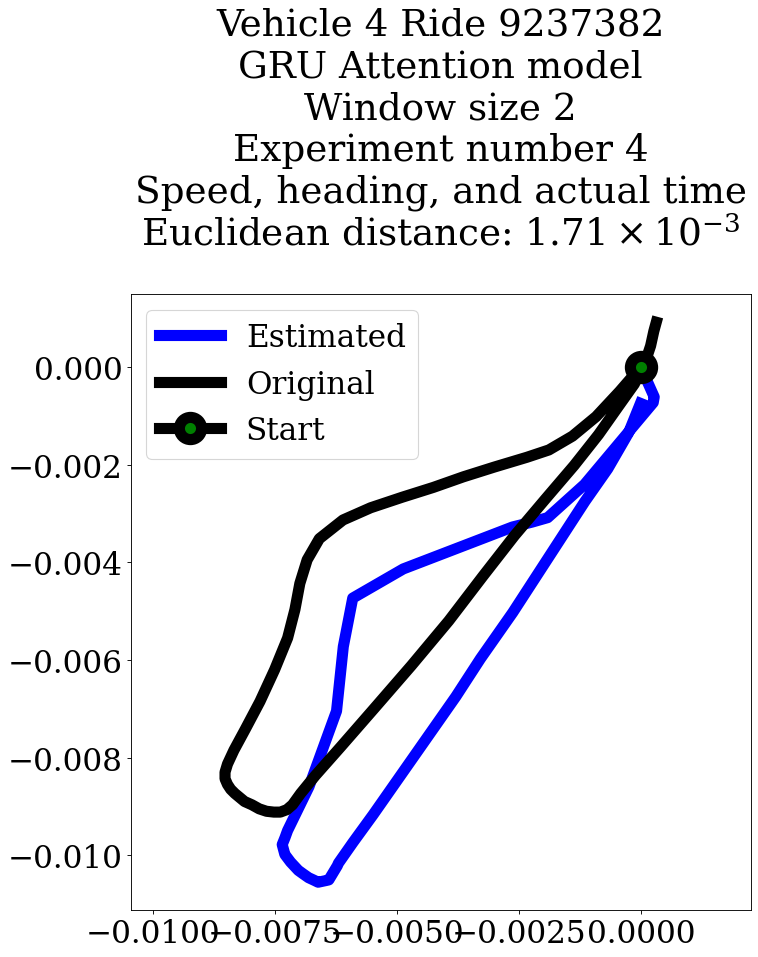 Vehicle 4 Ride 9237382
GRU Attention model
Window size 2
Experiment number 4
Speed, heading, and actual time
Euclidean distance: 1.71 × 10⁻³
Estimated
Original
Start
0.000
−0.002
−0.004
−0.006
−0.008
−0.010
−0.0100 −0.0075 −0.0050 −0.0025 0.0000